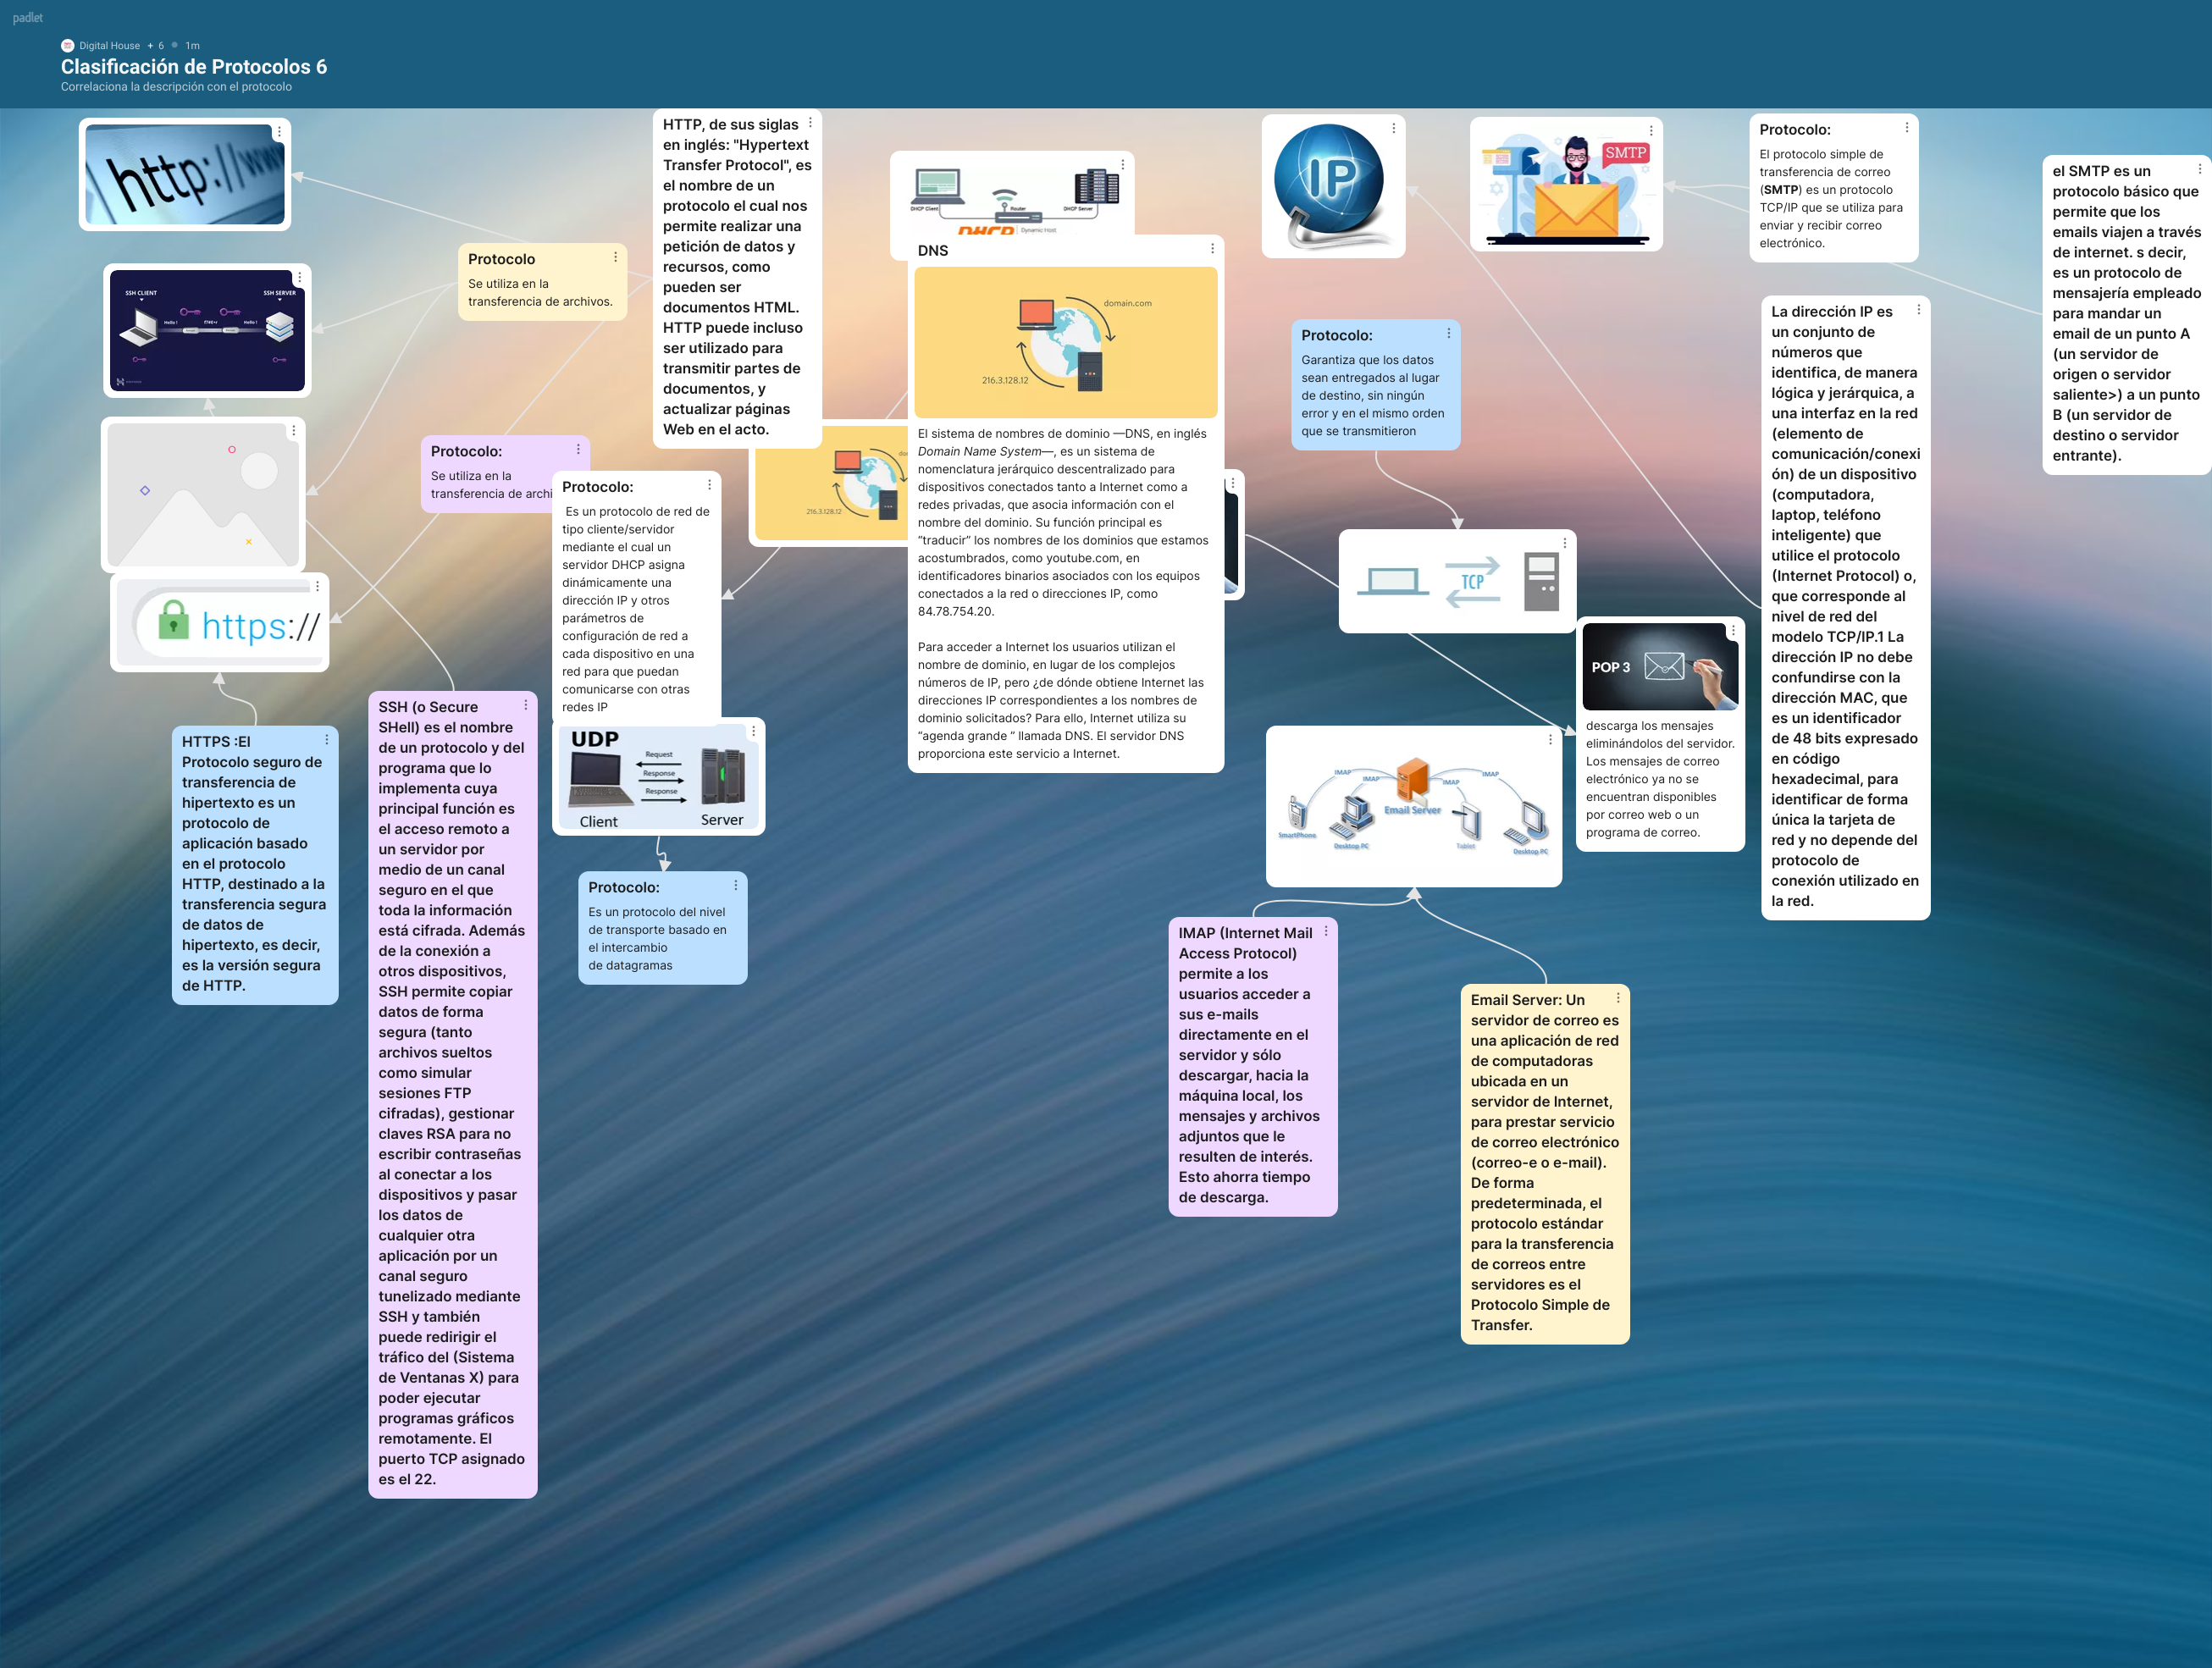 padlet
Digital House + 6 1m
Clasificación de Protocolos 6
Correlaciona la descripción con el protocolo
http://www
SSH CLIENT
SSH SERVER
Hello !
Hello !
Protocolo
Se utiliza en la
transferencia de archivos.
HTTP, de sus siglas
en inglés: "Hypertext
Transfer Protocol", es
el nombre de un
protocolo el cual nos
permite realizar una
petición de datos y
recursos, como
pueden ser
documentos HTML.
HTTP puede incluso
ser utilizado para
transmitir partes de
documentos, y
actualizar páginas
Web en el acto.
Protocolo:
Se utiliza en la
transferencia de archi
https://
HTTPS :El
Protocolo seguro de
transferencia de
hipertexto es un
protocolo de
aplicación basado
en el protocolo
HTTP, destinado a la
transferencia segura
de datos de
hipertexto, es decir,
es la versión segura
de HTTP.
SSH (o Secure
SHell) es el nombre
de un protocolo y del
programa que lo
implementa cuya
principal función es
el acceso remoto a
un servidor por
medio de un canal
seguro en el que
toda la información
está cifrada. Además
de la conexión a
otros dispositivos,
SSH permite copiar
datos de forma
segura (tanto
archivos sueltos
como simular
sesiones FTP
cifradas), gestionar
claves RSA para no
escribir contraseñas
al conectar a los
dispositivos y pasar
los datos de
cualquier otra
aplicación por un
canal seguro
tunelizado mediante
SSH y también
puede redirigir el
tráfico del (Sistema
de Ventanas X) para
poder ejecutar
programas gráficos
remotamente. El
puerto TCP asignado
es el 22.
Protocolo:
Es un protocolo de red de
tipo cliente/servidor
mediante el cual un
servidor DHCP asigna
dinámicamente una
dirección IP y otros
parámetros de
configuración de red a
cada dispositivo en una
red para que puedan
comunicarse con otras
redes IP
UDP
Request
Response
Response
Client
Server
Protocolo:
Es un protocolo del nivel
de transporte basado en
el intercambio
de datagramas
216.3.128.12
DHCP Client
Router
DHCP Server
DHCP
Dynamic Host
DNS
domain.com
216.3.128.12
El sistema de nombres de dominio —DNS, en inglés
Domain Name System—, es un sistema de
nomenclatura jerárquico descentralizado para
dispositivos conectados tanto a Internet como a
redes privadas, que asocia información con el
nombre del dominio. Su función principal es
“traducir” los nombres de los dominios que estamos
acostumbrados, como youtube.com, en
identificadores binarios asociados con los equipos
conectados a la red o direcciones IP, como
84.78.754.20.
Para acceder a Internet los usuarios utilizan el
nombre de dominio, en lugar de los complejos
números de IP, pero ¿de dónde obtiene Internet las
direcciones IP correspondientes a los nombres de
dominio solicitados? Para ello, Internet utiliza su
“agenda grande ” llamada DNS. El servidor DNS
proporciona este servicio a Internet.
IP
SMTP
Protocolo:
El protocolo simple de
transferencia de correo
(SMTP) es un protocolo
TCP/IP que se utiliza para
enviar y recibir correo
electrónico.
el SMTP es un
protocolo básico que
permite que los
emails viajen a través
de internet. s decir,
es un protocolo de
mensajería empleado
para mandar un
email de un punto A
(un servidor de
origen o servidor
saliente>) a un punto
B (un servidor de
destino o servidor
entrante).
Protocolo:
Garantiza que los datos
sean entregados al lugar
de destino, sin ningún
error y en el mismo orden
que se transmitieron
TCP
POP 3
descarga los mensajes
eliminándolos del servidor.
Los mensajes de correo
electrónico ya no se
encuentran disponibles
por correo web o un
programa de correo.
La dirección IP es
un conjunto de
números que
identifica, de manera
lógica y jerárquica, a
una interfaz en la red
(elemento de
comunicación/conexi
ón) de un dispositivo
(computadora,
laptop, teléfono
inteligente) que
utilice el protocolo
(Internet Protocol) o,
que corresponde al
nivel de red del
modelo TCP/IP.1 La
dirección IP no debe
confundirse con la
dirección MAC, que
es un identificador
de 48 bits expresado
en código
hexadecimal, para
identificar de forma
única la tarjeta de
red y no depende del
protocolo de
conexión utilizado en
la red.
IMAP
IMAP
IMAP
IMAP
Email Server
SmartPhone
Desktop PC
Tablet
Desktop PC
IMAP (Internet Mail
Access Protocol)
permite a los
usuarios acceder a
sus e-mails
directamente en el
servidor y sólo
descargar, hacia la
máquina local, los
mensajes y archivos
adjuntos que le
resulten de interés.
Esto ahorra tiempo
de descarga.
Email Server: Un
servidor de correo es
una aplicación de red
de computadoras
ubicada en un
servidor de Internet,
para prestar servicio
de correo electrónico
(correo-e o e-mail).
De forma
predeterminada, el
protocolo estándar
para la transferencia
de correos entre
servidores es el
Protocolo Simple de
Transfer.